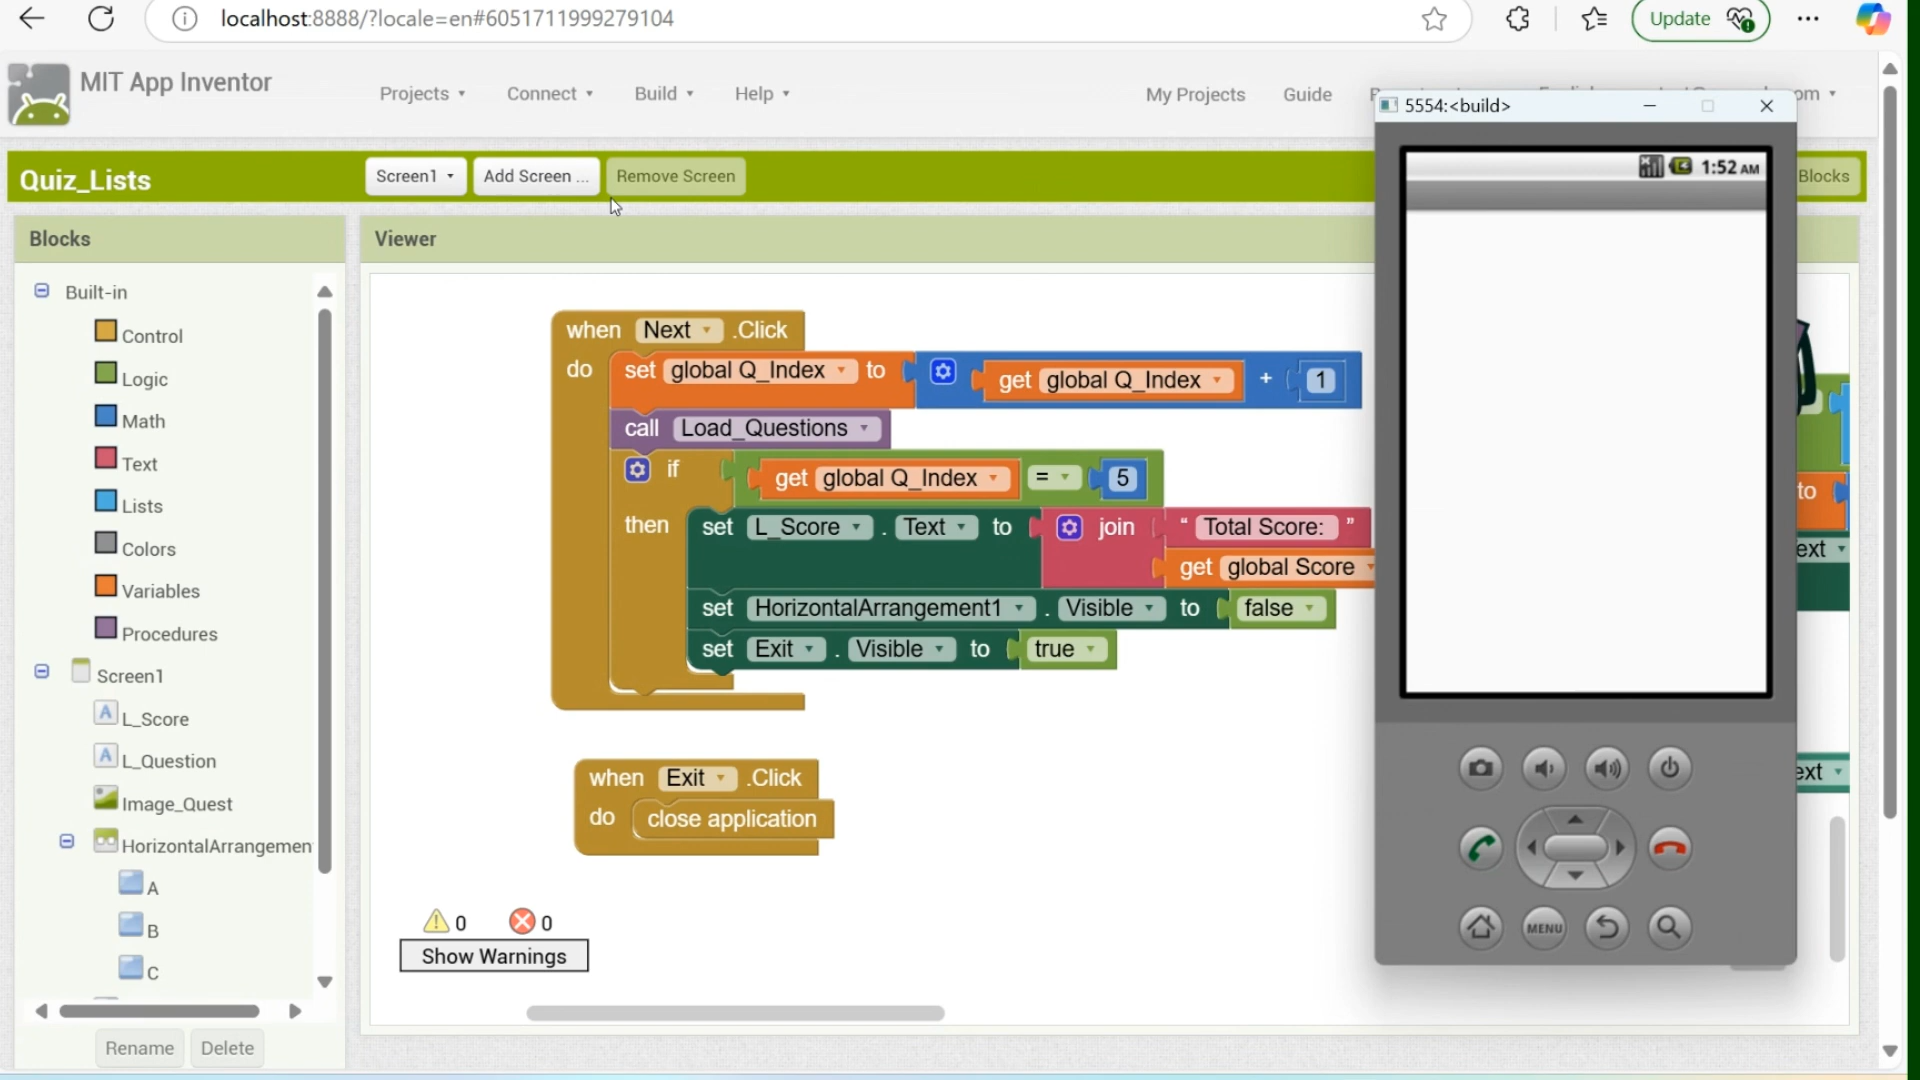 localhost:8888/?locale=en#6051711999279104
Update
MIT App Inventor
Projects
Connect
Build
Help
My Projects
Guide
om
5554:<build>
1:52 AM
Quiz_Lists
Screen1
Add Screen ...
Remove Screen
Blocks
Blocks
Viewer
Built-in
Control
Logic
Math
Text
Lists
Colors
Variables
Procedures
Screen1
L_Score
L_Question
Image_Quest
HorizontalArrangemen
A
B
C
Rename
Delete
when Next .Click
do set global Q_Index to get global Q_Index + 1
call Load_Questions
if get global Q_Index = 5
then set L_Score . Text to join “ Total Score: ”
get global Score
set HorizontalArrangement1 . Visible to false
set Exit . Visible to true
when Exit .Click
do close application
0 0
Show Warnings
to
ext
ext
MENU